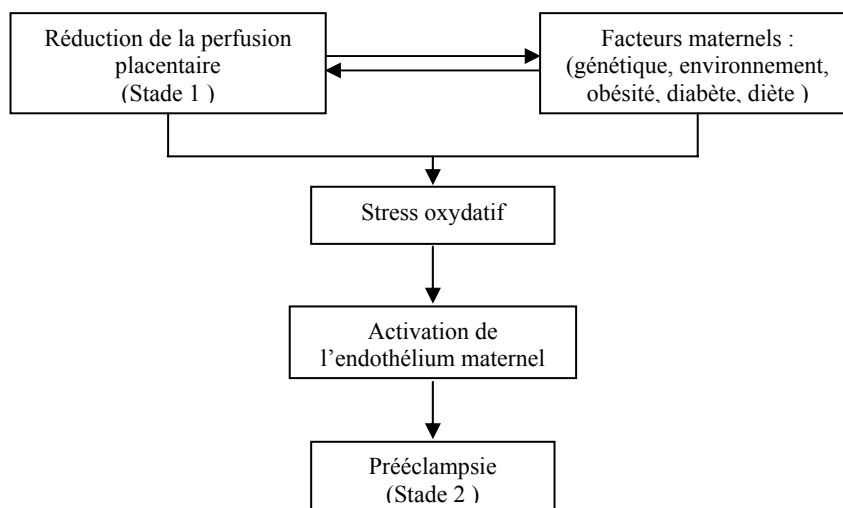 Réduction de la perfusion
placentaire
(Stade 1 )
Facteurs maternels :
(génétique, environnement,
obésité, diabète, diète )
Stress oxydatif
Activation de
l’endothélium maternel
Prééclampsie
(Stade 2 )